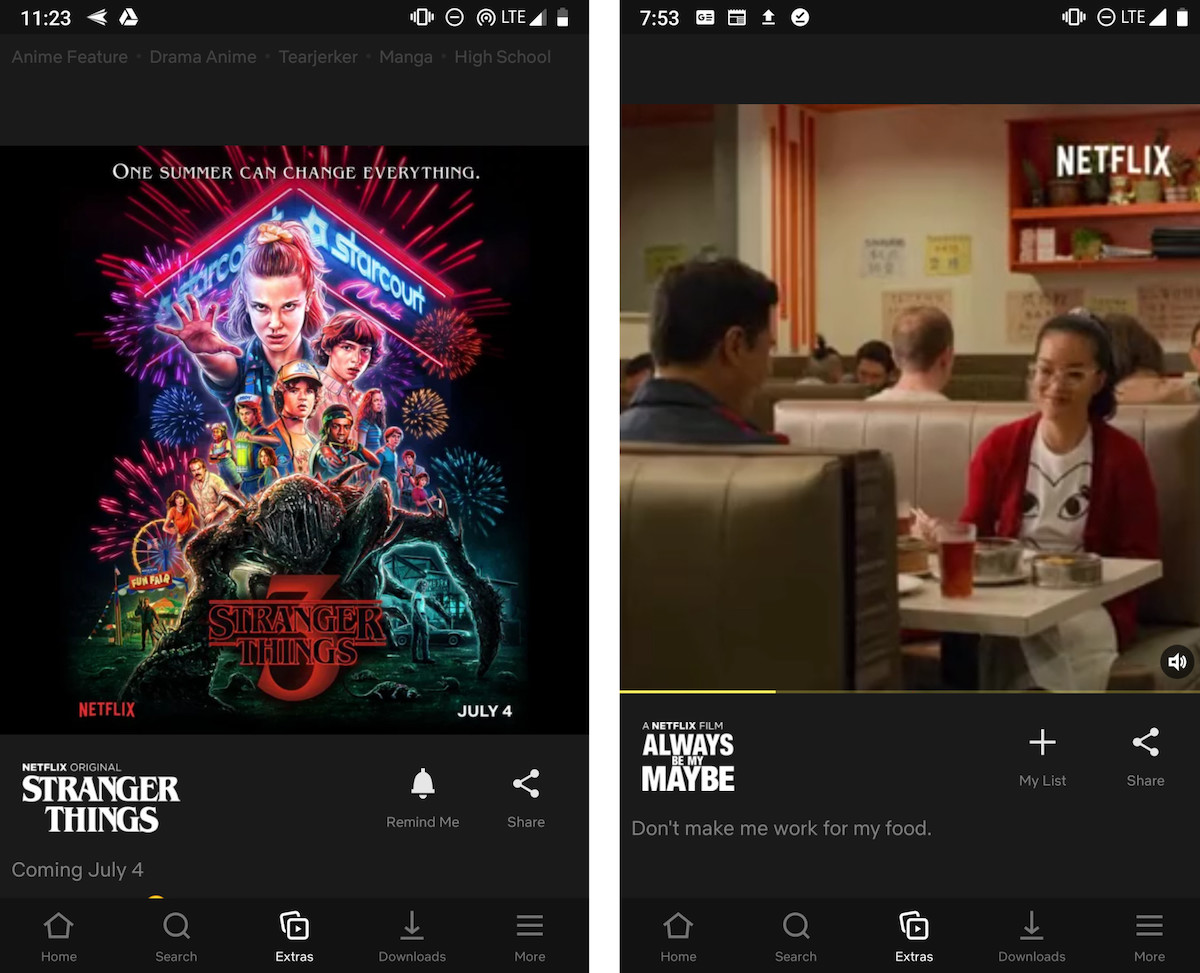 11:23
LTE
Anime Feature • Drama Anime • Tearjerker • Manga • High School
ONE SUMMER CAN CHANGE EVERYTHING.
starcourt
FUN FAIR
3
STRANGER
THINGS
NETFLIX
JULY 4
NETFLIX ORIGINAL
STRANGER
THINGS
Remind Me
Share
Coming July 4
Home
Search
Extras
Downloads
More
7:53
GE
LTE
NETFLIX
A NETFLIX FILM
ALWAYS
BE MY
MAYBE
My List
Share
Don't make me work for my food.
Home
Search
Extras
Downloads
More